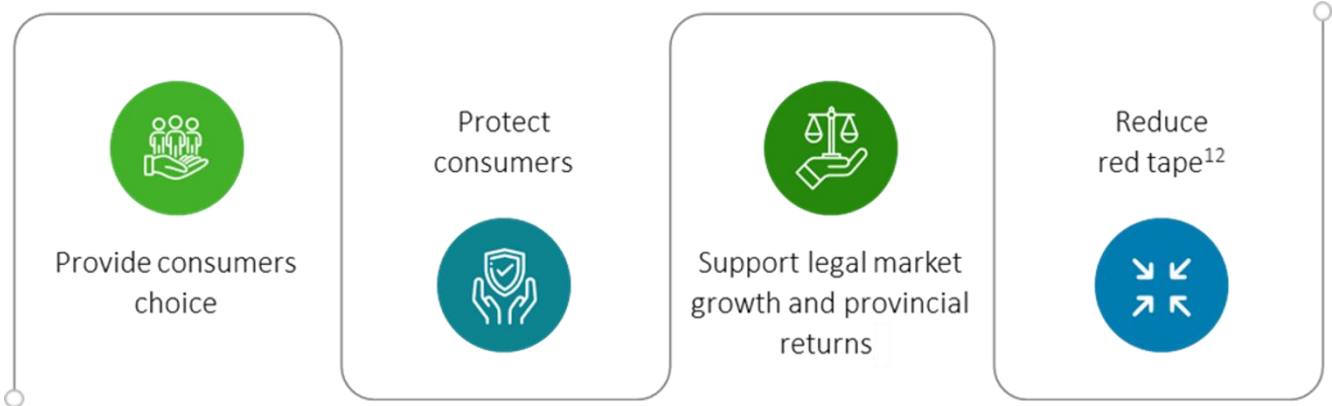 Provide consumers
choice
Protect
consumers
Support legal market
growth and provincial
returns
Reduce
red tape¹²